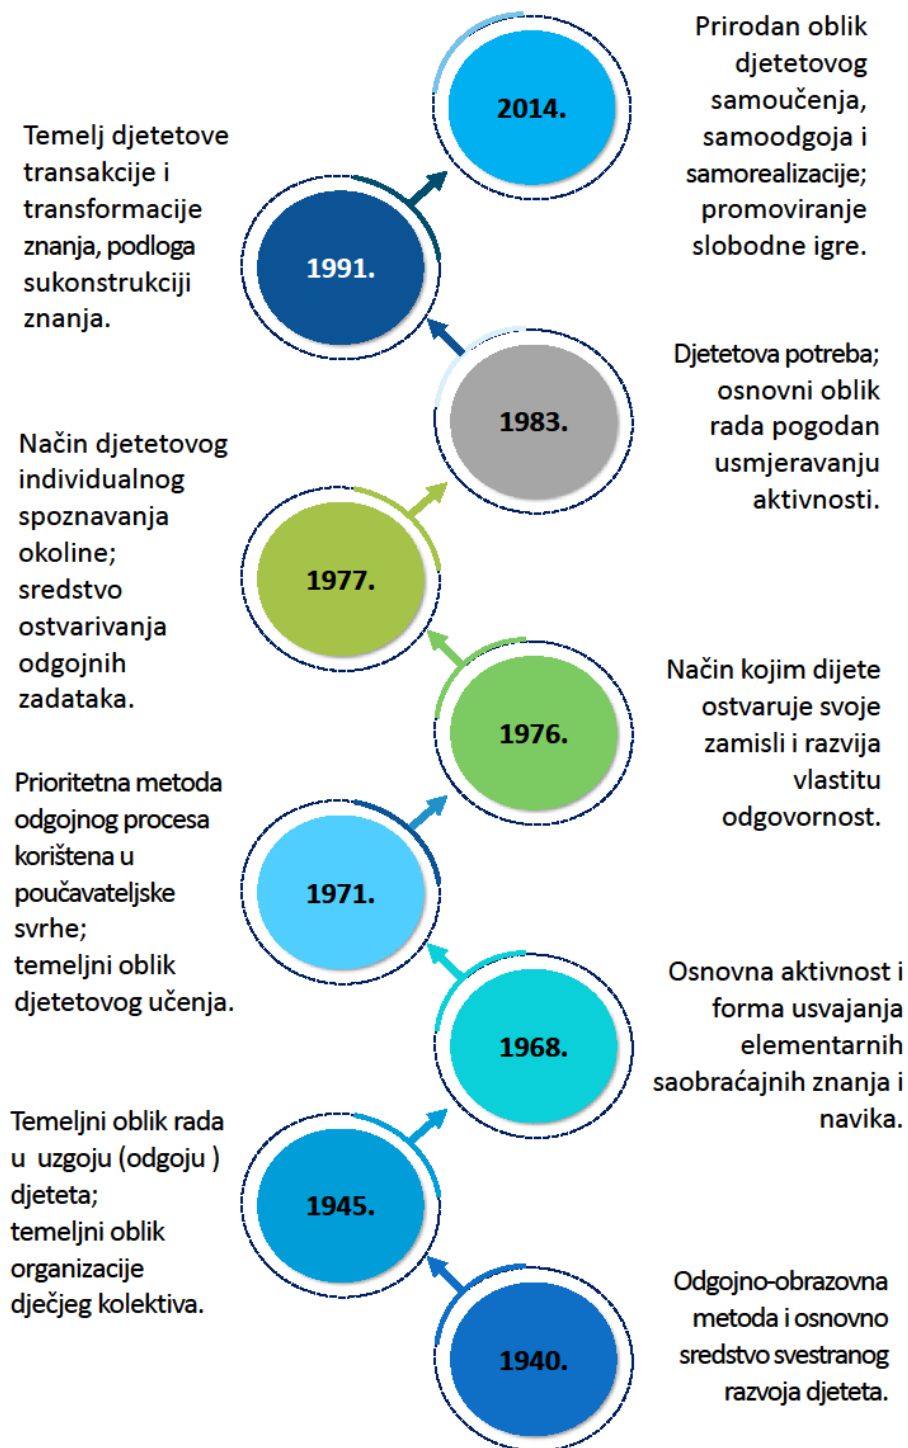 2014.
Prirodan oblik
djetetovog
samoučenja,
samoodgoja i
samorealizacije;
promoviranje
slobodne igre.
Temelj djetetove
transakcije i
transformacije
znanja, podloga
sukonstrukciji
znanja.
1991.
1983.
Djetetova potreba;
osnovni oblik
rada pogodan
usmjeravanju
aktivnosti.
Način djetetovog
individualnog
spoznavanja
okoline;
sredstvo
ostvarivanja
odgojnih
zadataka.
1977.
1976.
Način kojim dijete
ostvaruje svoje
zamisli i razvija
vlastitu
odgovornost.
Prioritetna metoda
odgojnog procesa
korištena u
poučavateljske
svrhe;
temeljni oblik
djetetovog učenja.
1971.
1968.
Osnovna aktivnost i
forma usvajanja
elementarnih
saobraćajnih znanja i
navika.
Temeljni oblik rada
u uzgoju (odgoju )
djeteta;
temeljni oblik
organizacije
dječjeg kolektiva.
1945.
1940.
Odgojno-obrazovna
metoda i osnovno
sredstvo svestranog
razvoja djeteta.